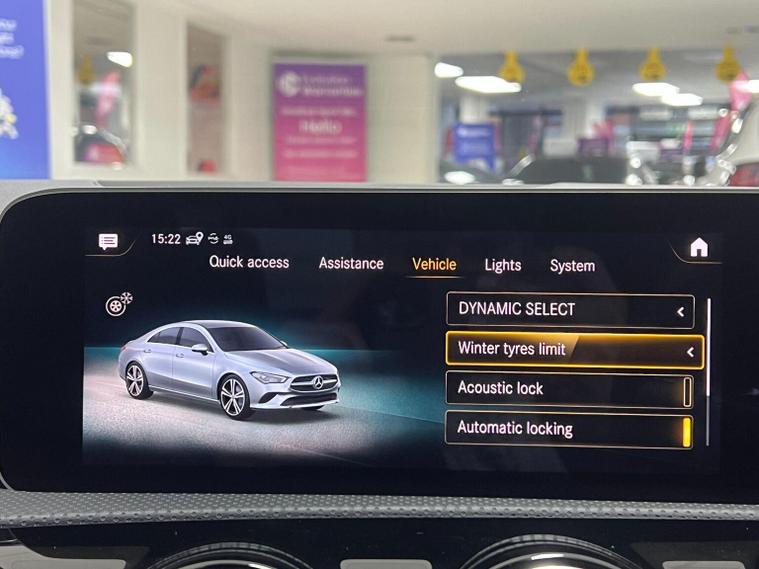 Hello
15:22
4G
Quick access
Assistance
Vehicle
Lights
System
DYNAMIC SELECT
Winter tyres limit
Acoustic lock
Automatic locking